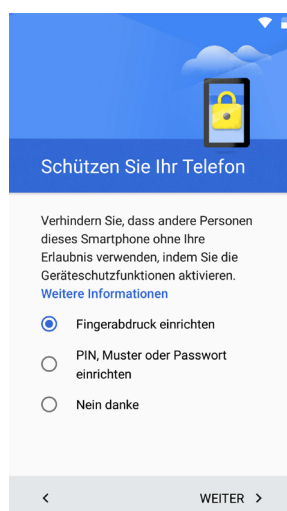 Schützen Sie Ihr Telefon
Verhindern Sie, dass andere Personen
dieses Smartphone ohne Ihre
Erlaubnis verwenden, indem Sie die
Geräteschutzfunktionen aktivieren.
Weitere Informationen
Fingerabdruck einrichten
PIN, Muster oder Passwort
einrichten
Nein danke
WEITER